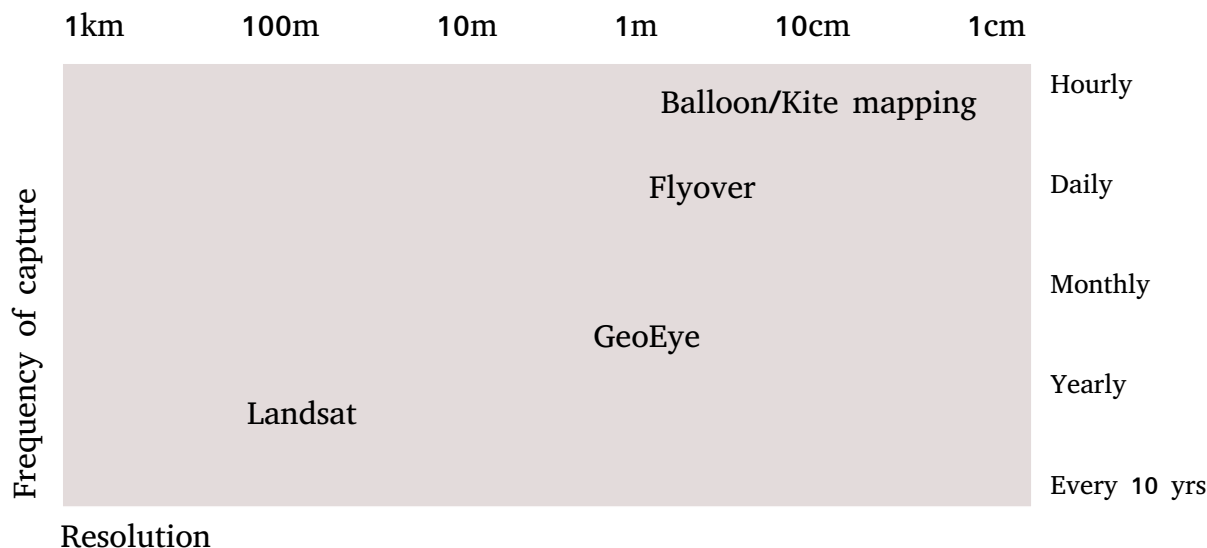 1km 100m 10m 1m 10cm 1cm
Hourly
Balloon/Kite mapping
Flyover
Daily
Monthly
GeoEye
Yearly
Landsat
Every 10 yrs
Frequency of capture
Resolution